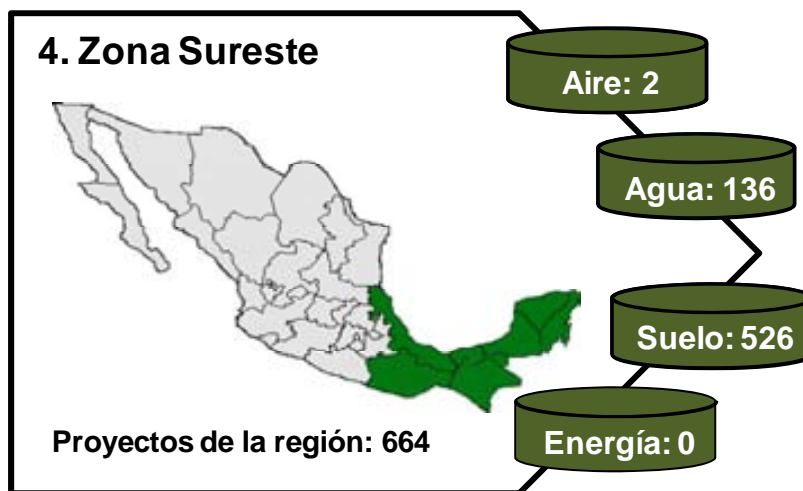 4. Zona Sureste
Aire: 2
Agua: 136
Suelo: 526
Energía: 0
Proyectos de la región: 664